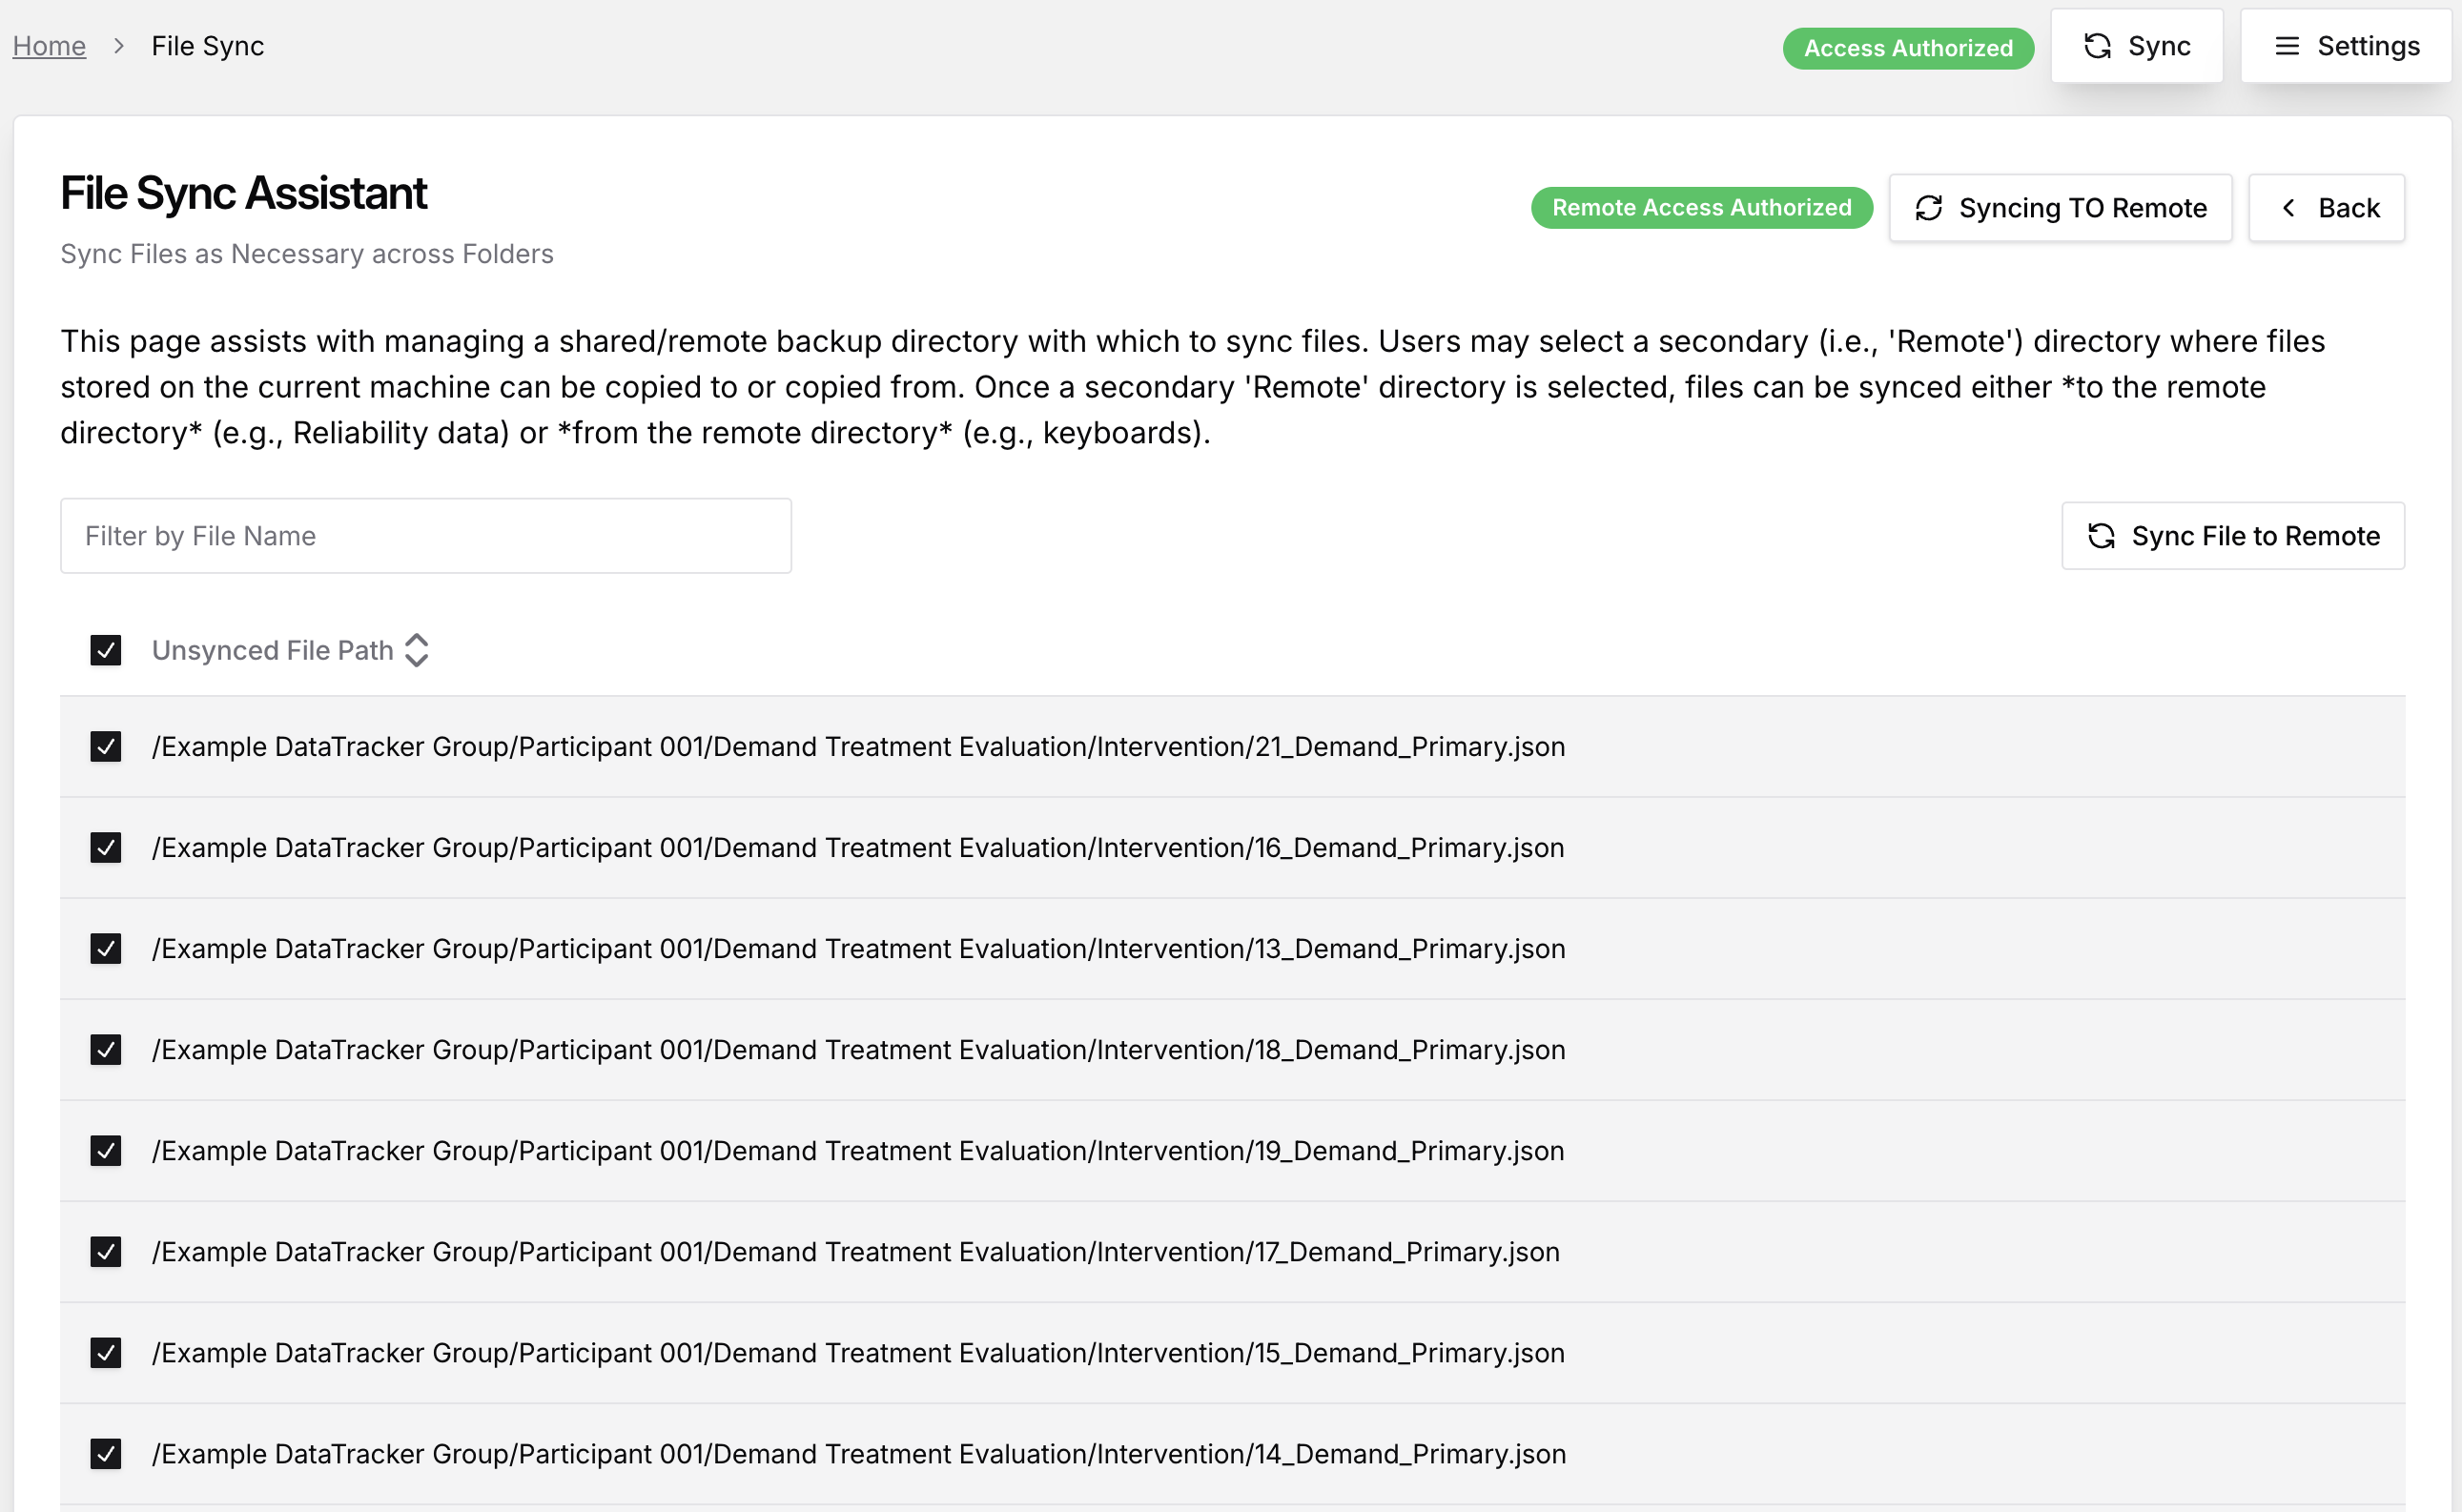 Home > File Sync
Access Authorized
Sync
Settings
File Sync Assistant
Sync Files as Necessary across Folders
Remote Access Authorized
Syncing TO Remote
Back
This page assists with managing a shared/remote backup directory with which to sync files. Users may select a secondary (i.e., 'Remote') directory where files
stored on the current machine can be copied to or copied from. Once a secondary 'Remote' directory is selected, files can be synced either *to the remote
directory* (e.g., Reliability data) or *from the remote directory* (e.g., keyboards).
Filter by File Name
Sync File to Remote
Unsynced File Path
/Example DataTracker Group/Participant 001/Demand Treatment Evaluation/Intervention/21_Demand_Primary.json
/Example DataTracker Group/Participant 001/Demand Treatment Evaluation/Intervention/16_Demand_Primary.json
/Example DataTracker Group/Participant 001/Demand Treatment Evaluation/Intervention/13_Demand_Primary.json
/Example DataTracker Group/Participant 001/Demand Treatment Evaluation/Intervention/18_Demand_Primary.json
/Example DataTracker Group/Participant 001/Demand Treatment Evaluation/Intervention/19_Demand_Primary.json
/Example DataTracker Group/Participant 001/Demand Treatment Evaluation/Intervention/17_Demand_Primary.json
/Example DataTracker Group/Participant 001/Demand Treatment Evaluation/Intervention/15_Demand_Primary.json
/Example DataTracker Group/Participant 001/Demand Treatment Evaluation/Intervention/14_Demand_Primary.json